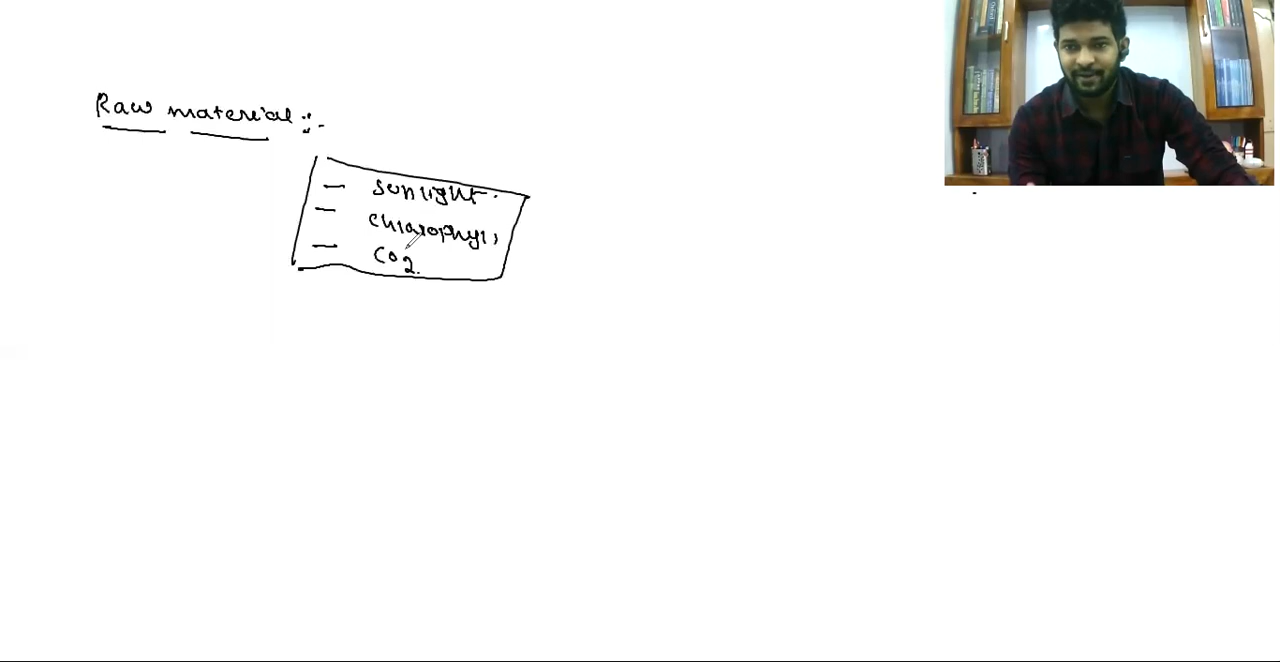 Raw material :-
- sunlight.
- chlorophyll,
- CO2.